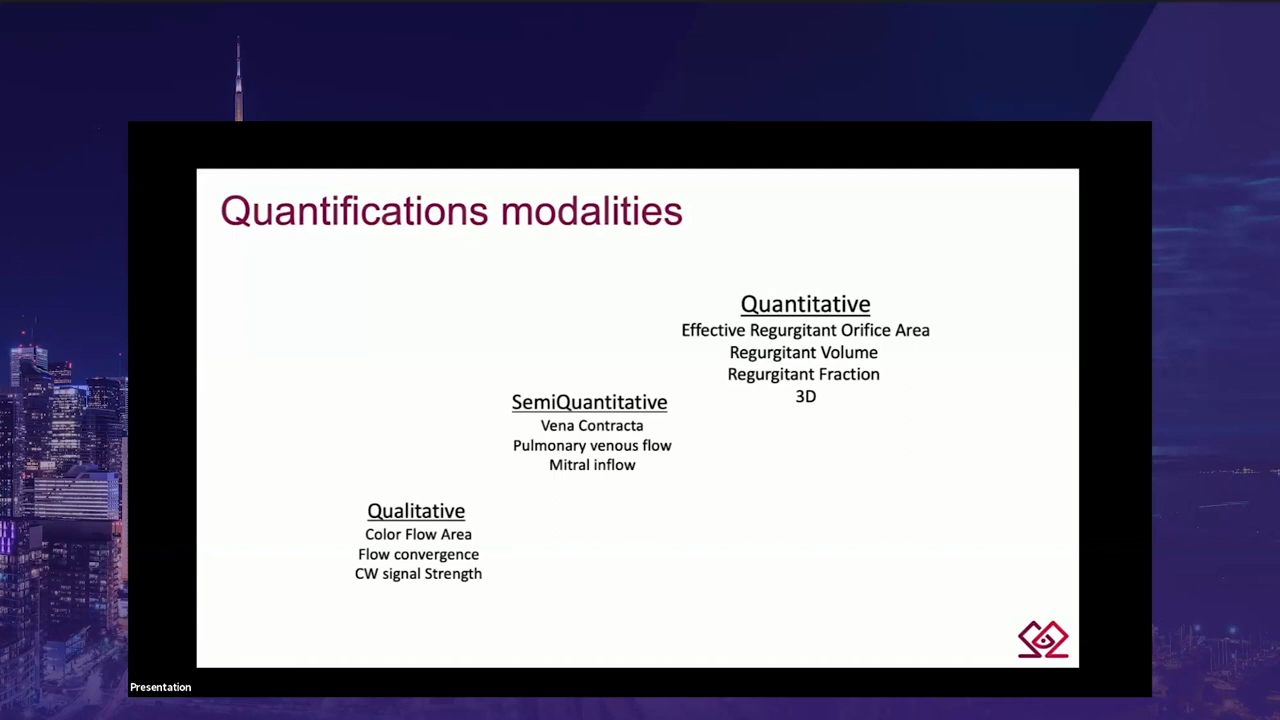 Quantifications modalities
Quantitative
Effective Regurgitant Orifice Area
Regurgitant Volume
Regurgitant Fraction
3D
SemiQuantitative
Vena Contracta
Pulmonary venous flow
Mitral inflow
Qualitative
Color Flow Area
Flow convergence
CW signal Strength
Presentation